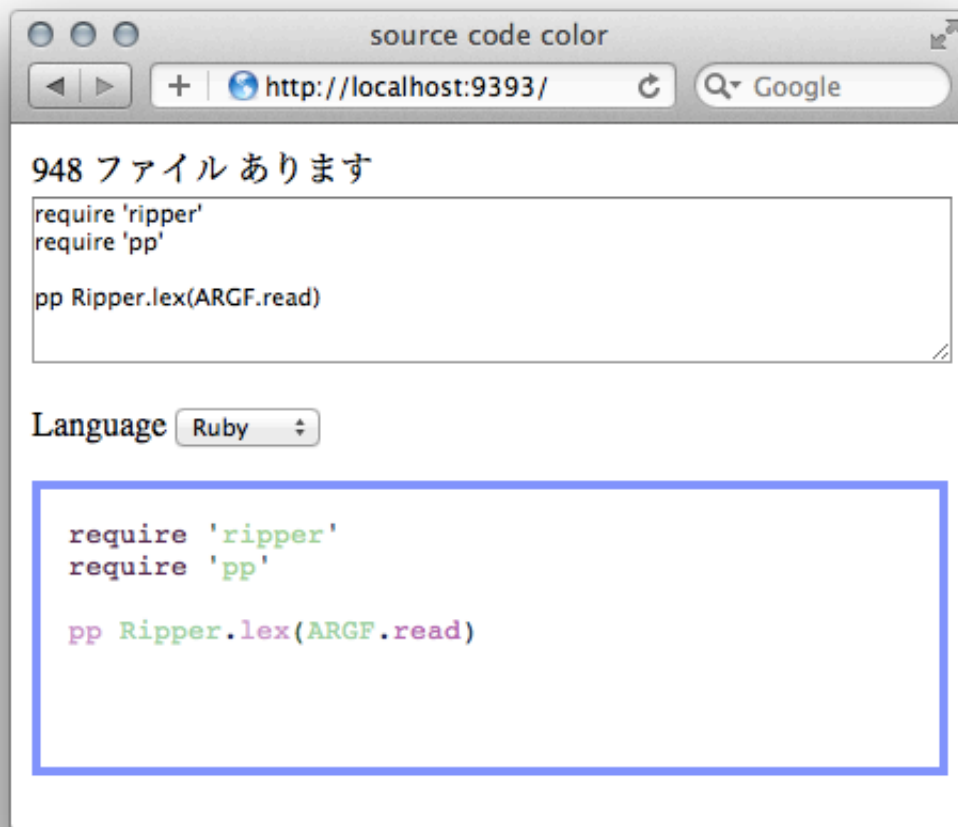 source code color
http://localhost:9393/
Google
948 ファイル あります
require 'ripper'
require 'pp'
pp Ripper.lex(ARGF.read)
Language Ruby
require 'ripper'
require 'pp'
pp Ripper.lex(ARGF.read)